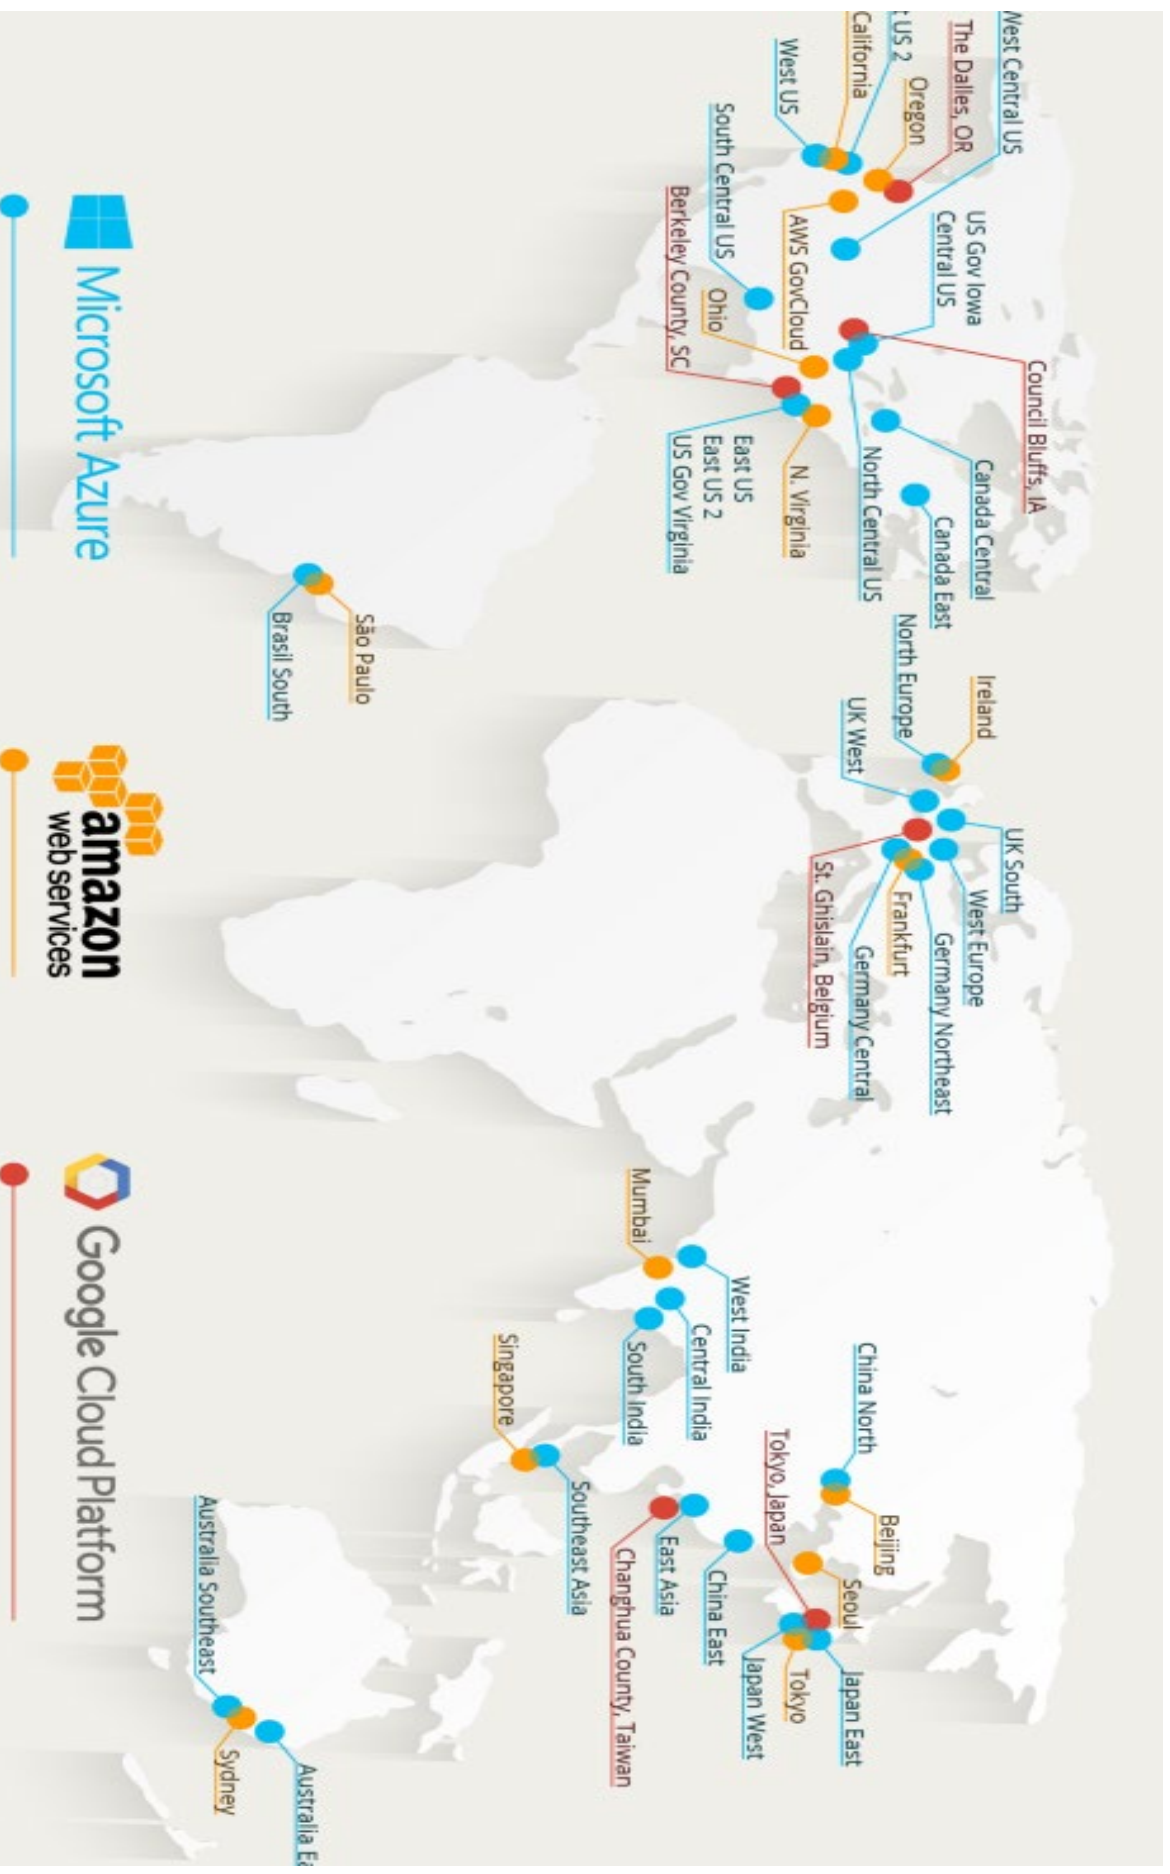 West Central US
The Dalles, OR
t US 2
Oregon
California
West US
South Central US
Berkeley County, SC
AWS GovCloud
Ohio
US Gov Iowa
Central US
Council Bluffs, IA
Canada Central
Canada East
North Central US
N. Virginia
East US
East US 2
US Gov Virginia
São Paulo
Brasil South
Ireland
North Europe
UK West
UK South
West Europe
Germany Northeast
Frankfurt
Germany Central
St. Ghislain, Belgium
Mumbai
West India
Central India
South India
Singapore
Southeast Asia
China North
Beijing
Tokyo, Japan
Seoul
East Asia
Changhua County, Taiwan
China East
Japan East
Tokyo
Japan West
Australia Southeast
Sydney
Australia Ea
Microsoft Azure
amazon
web services
Google Cloud Platform